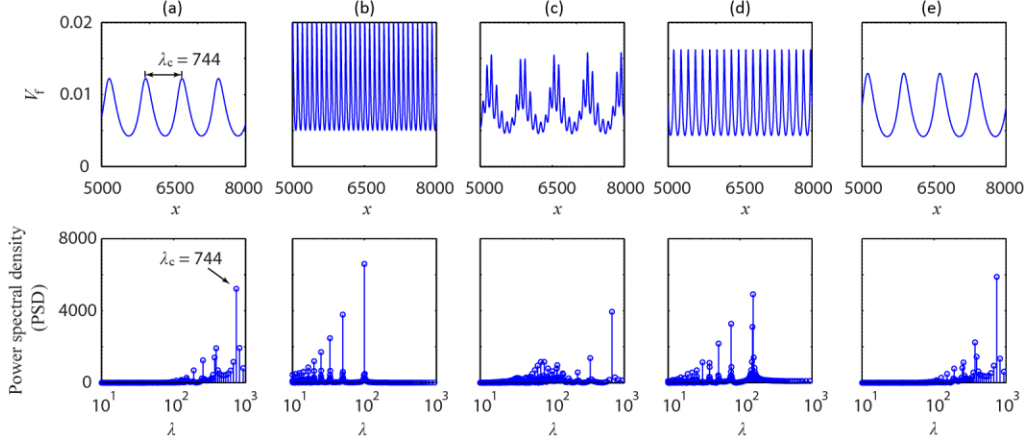 (a) (b) (c) (d) (e)
0.02
λc = 744
Vf
0.01
0
5000 6500 8000 5000 6500 8000 5000 6500 8000 5000 6500 8000 5000 6500 8000
x x x x x
8000
λc = 744
Power spectral density
(PSD)
4000
0
10^1 10^2 10^3 10^1 10^2 10^3 10^1 10^2 10^3 10^1 10^2 10^3 10^1 10^2 10^3
λ λ λ λ λ